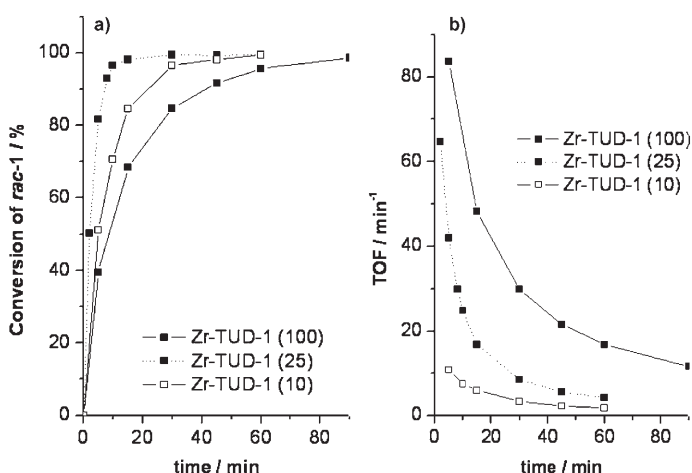 a)
Conversion of rac-1 / %
100
80
60
40
20
0
Zr-TUD-1 (100)
Zr-TUD-1 (25)
Zr-TUD-1 (10)
0 20 40 60 80
time / min
b)
TOF / min-1
80
60
40
20
0
Zr-TUD-1 (100)
Zr-TUD-1 (25)
Zr-TUD-1 (10)
0 20 40 60 80
time / min